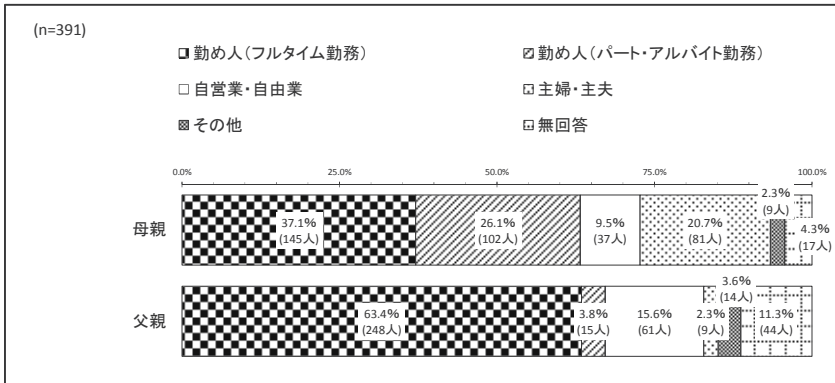 (n=391)
勤め人(フルタイム勤務) 勤め人(パート・アルバイト勤務)
自営業・自由業 主婦・主夫
その他 無回答
0.0% 25.0% 50.0% 75.0% 100.0%
母親
37.1%
(145人)
26.1%
(102人)
9.5%
(37人)
20.7%
(81人)
2.3%
(9人)
4.3%
(17人)
父親
63.4%
(248人)
3.8%
(15人)
15.6%
(61人)
2.3%
(9人)
3.6%
(14人)
11.3%
(44人)